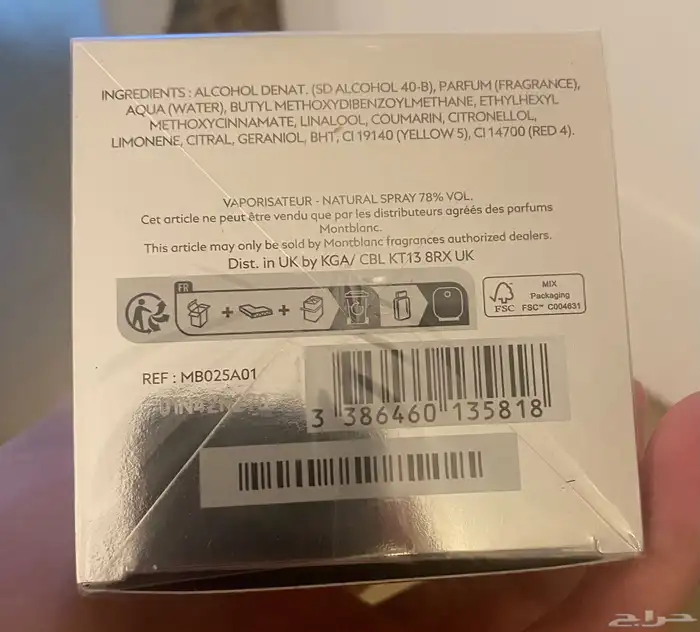 INGREDIENTS : ALCOHOL DENAT. (SD ALCOHOL 40-B), PARFUM (FRAGRANCE),
AQUA (WATER), BUTYL METHOXYDIBENZOYLMETHANE, ETHYLHEXYL
METHOXYCINNAMATE, LINALOOL, COUMARIN, CITRONELLOL,
LIMONENE, CITRAL, GERANIOL, BHT, CI 19140 (YELLOW 5), CI 14700 (RED 4).
VAPORISATEUR - NATURAL SPRAY 78% VOL.
Cet article ne peut être vendu que par les distributeurs agréés des parfums
Montblanc.
This article may only be sold by Montblanc fragrances authorized dealers.
Dist. in UK by KGA/ CBL KT13 8RX UK
FR
MIX
Packaging
FSC FSC™ C004631
REF : MB025A01
3 386460 135818
حراج